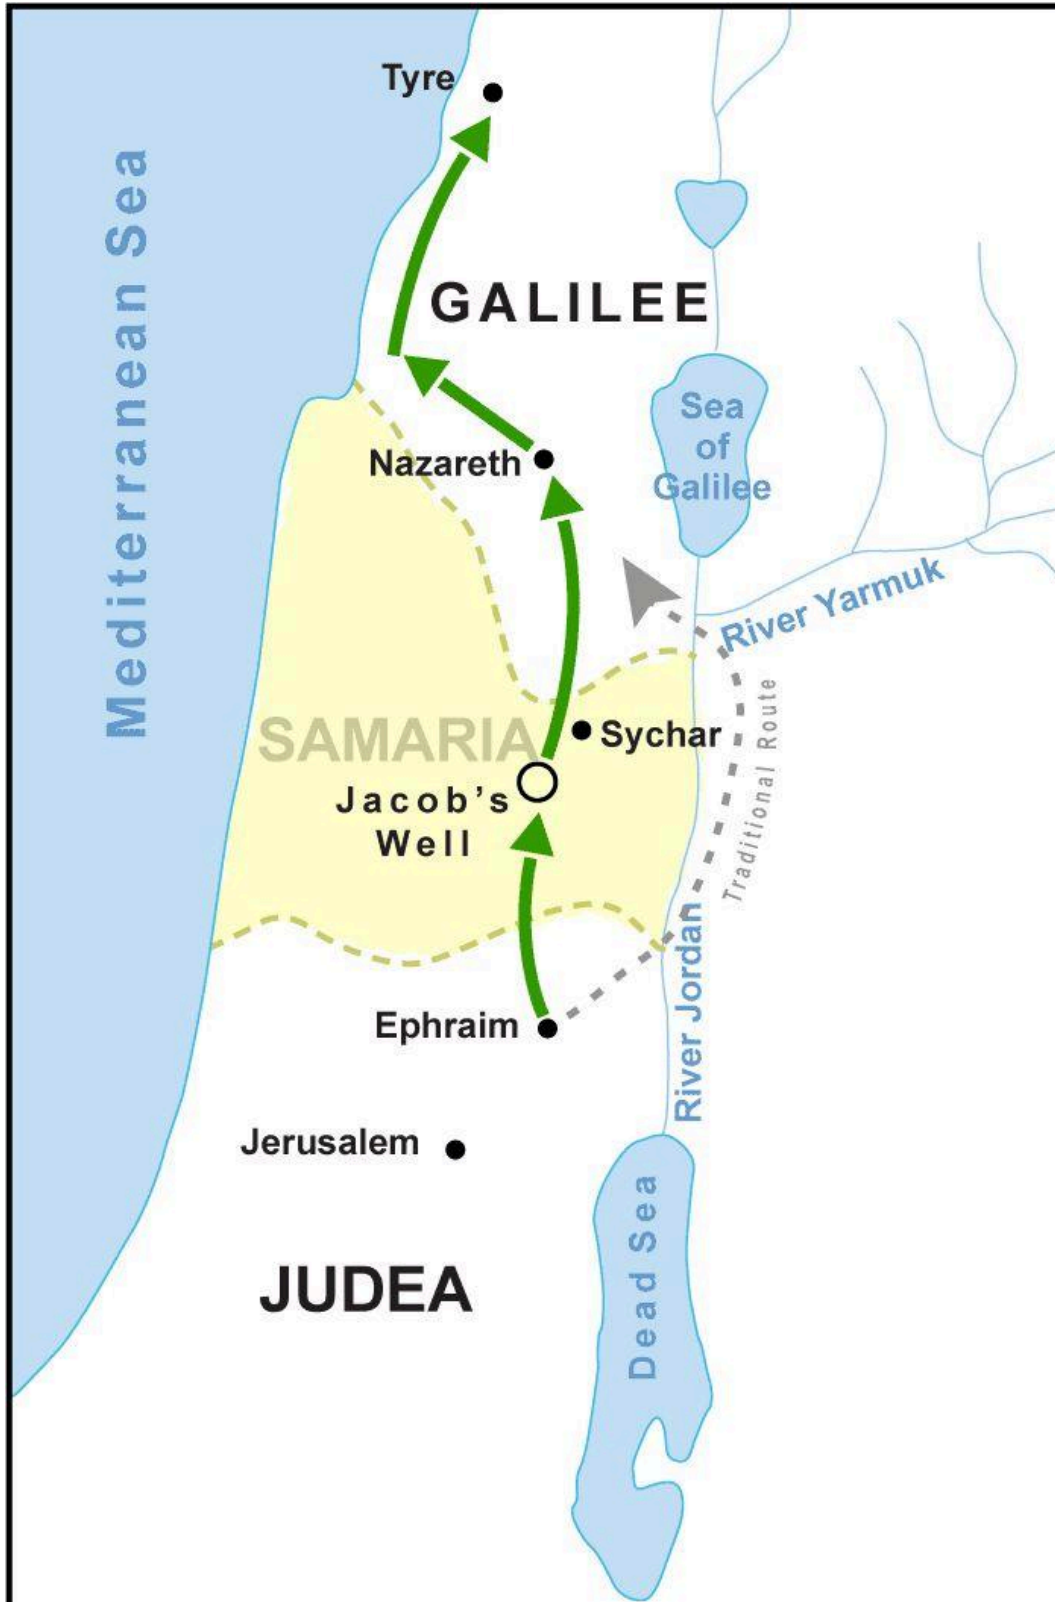 Tyre
Mediterranean Sea
GALILEE
Sea
of
Galilee
Nazareth
River Yarmuk
Traditional Route
SAMARIA
Sychar
Jacob’s
Well
River Jordan
Ephraim
Jerusalem
Dead Sea
JUDEA